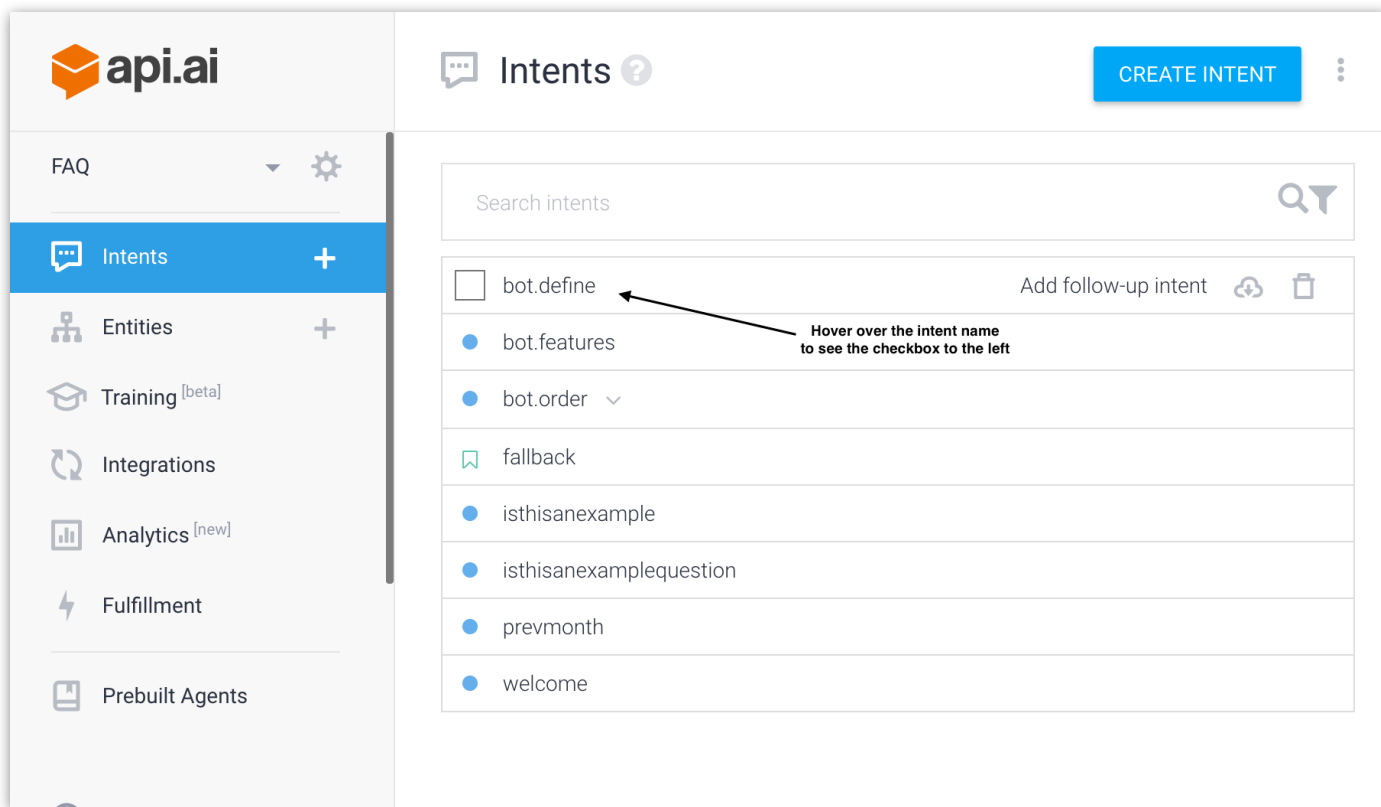 api.ai
Intents ?
CREATE INTENT
FAQ
Intents
Entities
Training [beta]
Integrations
Analytics [new]
Fulfillment
Prebuilt Agents
Search intents
bot.define
Add follow-up intent
Hover over the intent name
to see the checkbox to the left
bot.features
bot.order
fallback
isthisanexample
isthisanexamplequestion
prevmonth
welcome